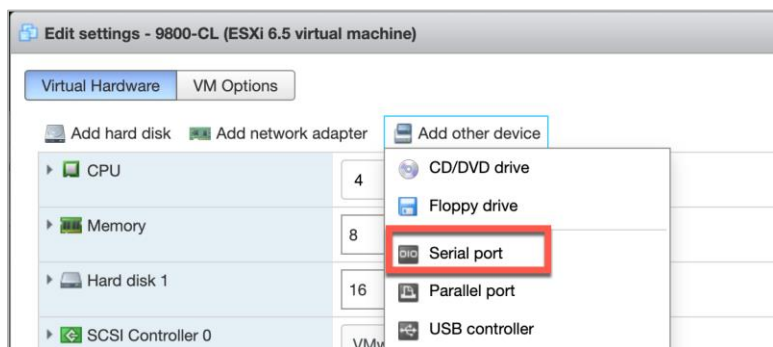 Edit settings - 9800-CL (ESXi 6.5 virtual machine)
Virtual Hardware VM Options
Add hard disk Add network adapter Add other device
CPU 4
CD/DVD drive
Floppy drive
Memory 8
Serial port
Hard disk 1 16
Parallel port
USB controller
SCSI Controller 0